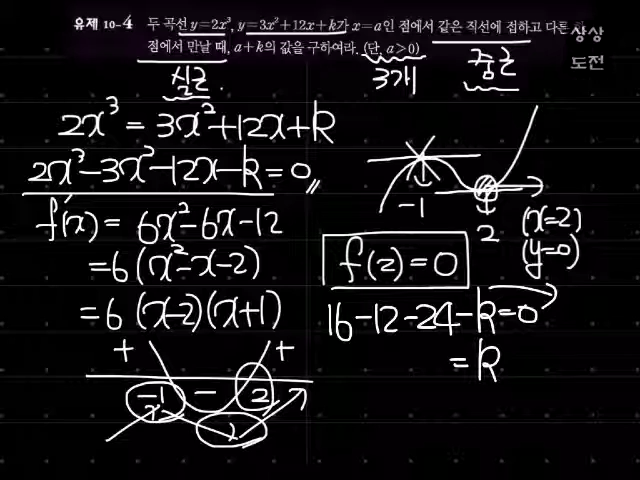 유제 10-4 두 곡선 y=2x³, y=3x²+12x+k가 x=a인 점에서 같은 직선에 접하고 다른
점에서 만날 때, a+k의 값을 구하여라. (단, a>0)
상상
도전
실근 3개 중근
2x³ = 3x²+12x+k
2x³-3x³-12x-k=0
f'(x) = 6x²-6x-12
=6(x²-x-2)
=6(x-2)(x+1)
+ +
-1 - 2
-1 2
(x=2)
(y=0)
f(2)=0
16-12-24-k=0
=k